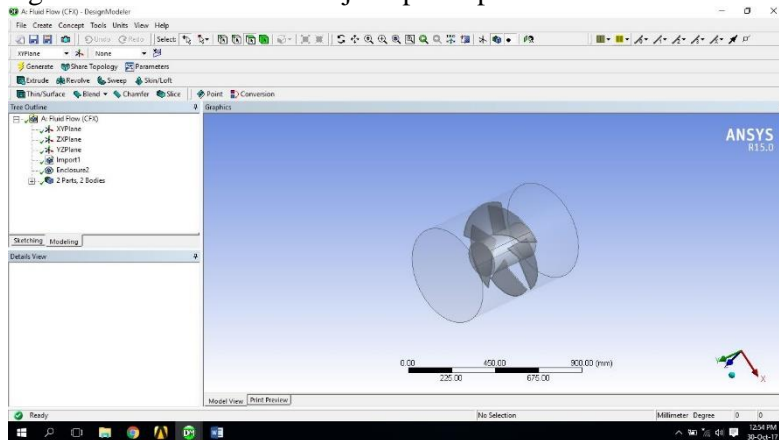 A: Fluid Flow (CFX) - DesignModeler
File Create Concept Tools Units View Help
Undo Redo Select:
XYPlane None
Generate Share Topology Parameters
Extrude Revolve Sweep Skin/Loft
Thin/Surface Blend Chamfer Slice Point Conversion
Tree Outline
Graphics
A: Fluid Flow (CFX)
XYPlane
ZXPlane
YZPlane
Import1
Enclosure2
2 Parts, 2 Bodies
ANSYS
R15.0
Sketching Modeling
Details View
0.00 450.00 900.00 (mm)
225.00 675.00
X
Model View Print Preview
Ready No Selection Millimeter Degree 0 0
12:54 PM